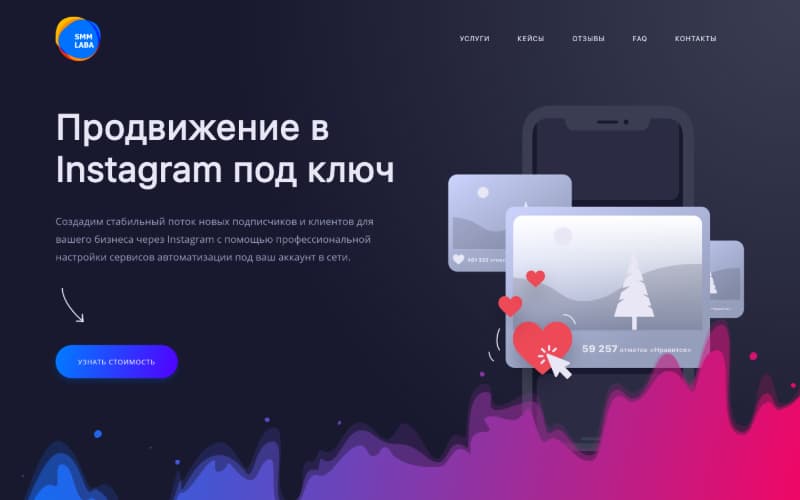 SMM
LABA
УСЛУГИ
КЕЙСЫ
ОТЗЫВЫ
FAQ
КОНТАКТЫ
Продвижение в
Instagram под ключ
Создадим стабильный поток новых подписчиков и клиентов для
вашего бизнеса через Instagram с помощью профессиональной
настройки сервисов автоматизации под ваш аккаунт в сети.
УЗНАТЬ СТОИМОСТЬ
59 257 отметок «Нравится»